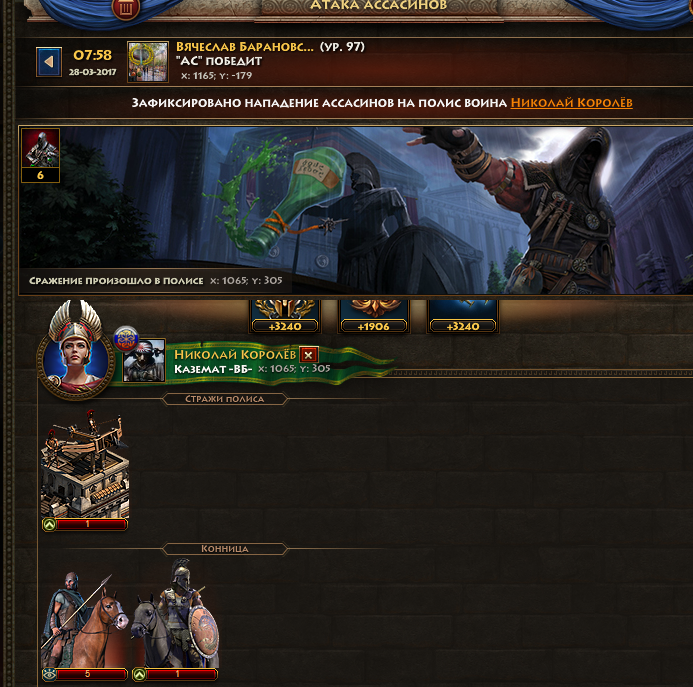 Атака ассасинов
07:58
28-03-2017
Вячеслав Барановс... (ур. 97)
"АС" победит
x: 1165; y: -179
Зафиксировано нападение ассасинов на полис воина Николай Королёв
6
Сражение произошло в полисе x: 1065; y: 305
+3240
+1906
+3240
Николай Королёв
Каземат -ВБ- x: 1065; y: 305
Стражи полиса
1
Конница
5
1